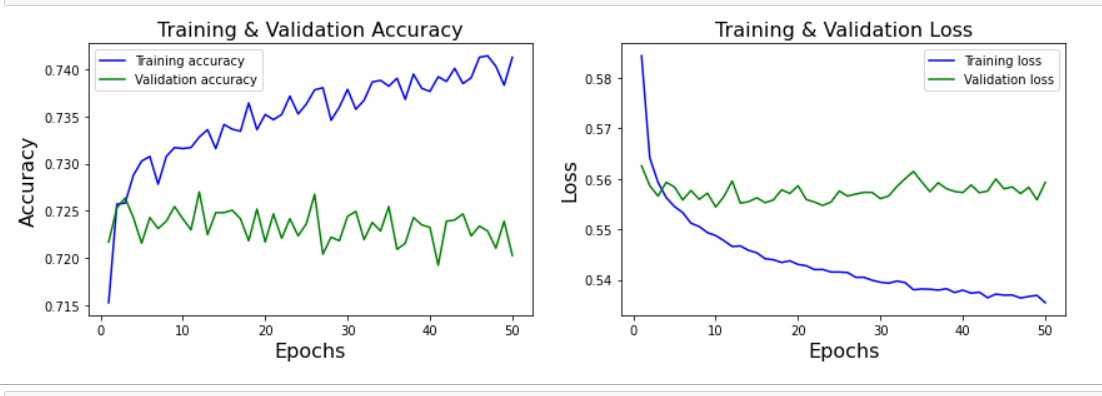 Training & Validation Accuracy
Training accuracy
Validation accuracy
0.740
0.735
0.730
0.725
0.720
0.715
Accuracy
0 10 20 30 40 50
Epochs
Training & Validation Loss
Training loss
Validation loss
0.58
0.57
0.56
0.55
0.54
Loss
0 10 20 30 40 50
Epochs